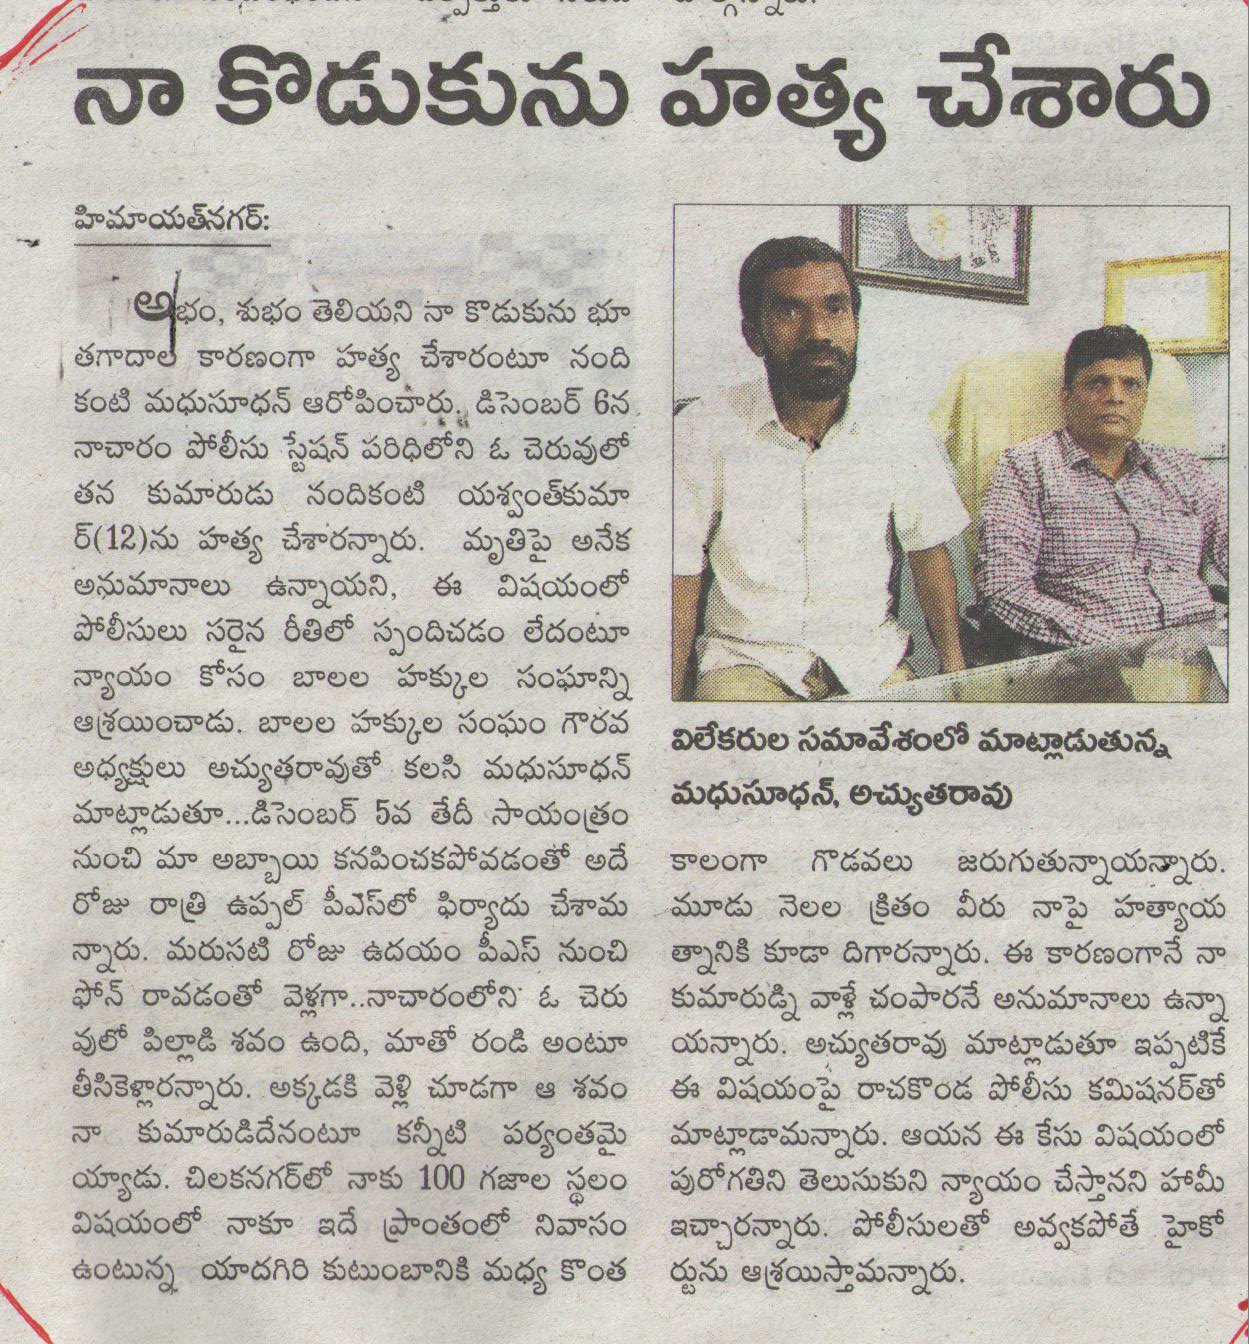 నా కొడుకును హత్య చేశారు
హిమాయత్‌నగర్:
అభం, శుభం తెలియని నా కొడుకును భూ
తగాదాల కారణంగా హత్య చేశారంటూ నంది
కంటి మధుసూధన్ ఆరోపించారు. డిసెంబర్ 6న
నాచారం పోలీసు స్టేషన్ పరిధిలోని ఓ చెరువులో
తన కుమారుడు నందికంటి యశ్వంత్‌కుమా
ర్(12)ను హత్య చేశారన్నారు. మృతిపై అనేక
అనుమానాలు ఉన్నాయని, ఈ విషయంలో
పోలీసులు సరైన రీతిలో స్పందిచడం లేదంటూ
న్యాయం కోసం బాలల హక్కుల సంఘాన్ని
ఆశ్రయించాడు. బాలల హక్కుల సంఘం గౌరవ
అధ్యక్షులు అచ్యుతరావుతో కలసి మధుసూధన్
మాట్లాడుతూ...డిసెంబర్ 5వ తేదీ సాయంత్రం
నుంచి మా అబ్బాయి కనపించకపోవడంతో అదే
రోజు రాత్రి ఉప్పల్ పీఎస్‌లో ఫిర్యాదు చేశామ
న్నారు. మరుసటి రోజు ఉదయం పీఎస్ నుంచి
ఫోన్ రావడంతో వెళ్లగా..నాచారంలోని ఓ చెరు
వులో పిల్లాడి శవం ఉంది, మాతో రండి అంటూ
తీసికెళ్లారన్నారు. అక్కడకి వెళ్లి చూడగా ఆ శవం
నా కుమారుడిదేనంటూ కన్నీటి పర్యంతమై
య్యాడు. చిలకనగర్‌లో నాకు 100 గజాల స్థలం
విషయంలో నాకూ ఇదే ప్రాంతంలో నివాసం
ఉంటున్న యాదగిరి కుటుంబానికి మధ్య కొంత
విలేకరుల సమావేశంలో మాట్లాడుతున్న
మధుసూధన్, అచ్యుతరావు
కాలంగా గొడవలు జరుగుతున్నాయన్నారు.
మూడు నెలల క్రితం వీరు నాపై హత్యాయ
త్నానికి కూడా దిగారన్నారు. ఈ కారణంగానే నా
కుమారుడ్ని వాళ్లే చంపారనే అనుమానాలు ఉన్నా
యన్నారు. అచ్యుతరావు మాట్లాడుతూ ఇప్పటికే
ఈ విషయంపై రాచకొండ పోలీసు కమిషనర్‌తో
మాట్లాడామన్నారు. ఆయన ఈ కేసు విషయంలో
పురోగతిని తెలుసుకుని న్యాయం చేస్తానని హామీ
ఇచ్చారన్నారు. పోలీసులతో అవ్వకపోతే హైకో
ర్టును ఆశ్రయిస్తామన్నారు.